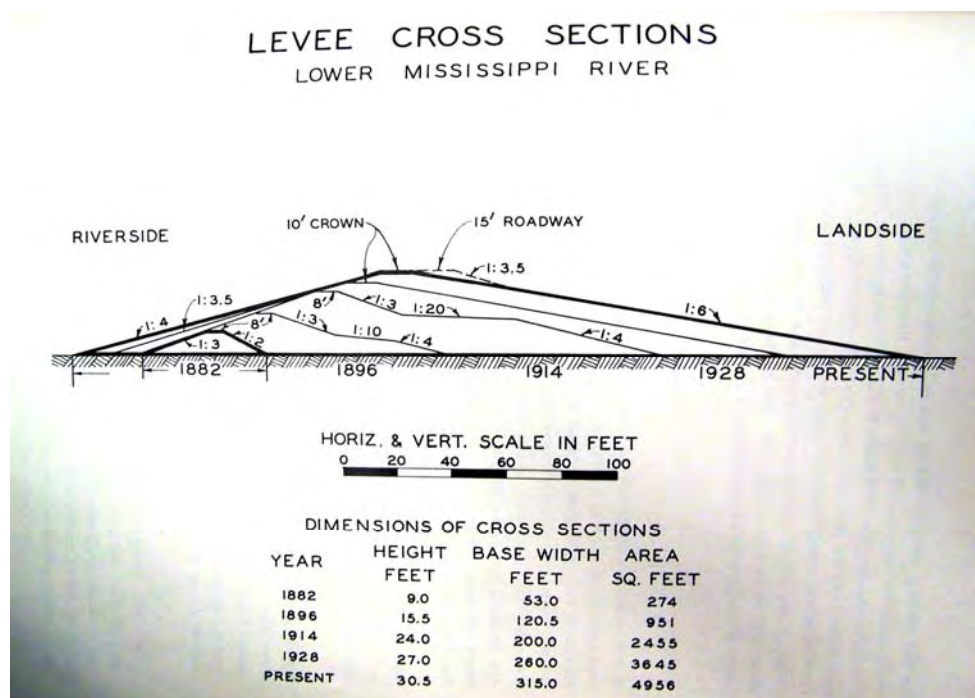 LEVEE CROSS SECTIONS
LOWER MISSISSIPPI RIVER
RIVERSIDE
10' CROWN
15' ROADWAY
LANDSIDE
1:3.5
1:4
1:3.5
1:3
8'
1:2
8'
1:3
1:10
1:4
1:3
1:20
1:4
1:6
1882
1896
1914
1928
PRESENT
HORIZ. & VERT. SCALE IN FEET
0 20 40 60 80 100
DIMENSIONS OF CROSS SECTIONS
YEAR HEIGHT BASE WIDTH AREA
FEET FEET SQ. FEET
1882 9.0 53.0 274
1896 15.5 120.5 951
1914 24.0 200.0 2455
1928 27.0 260.0 3645
PRESENT 30.5 315.0 4956